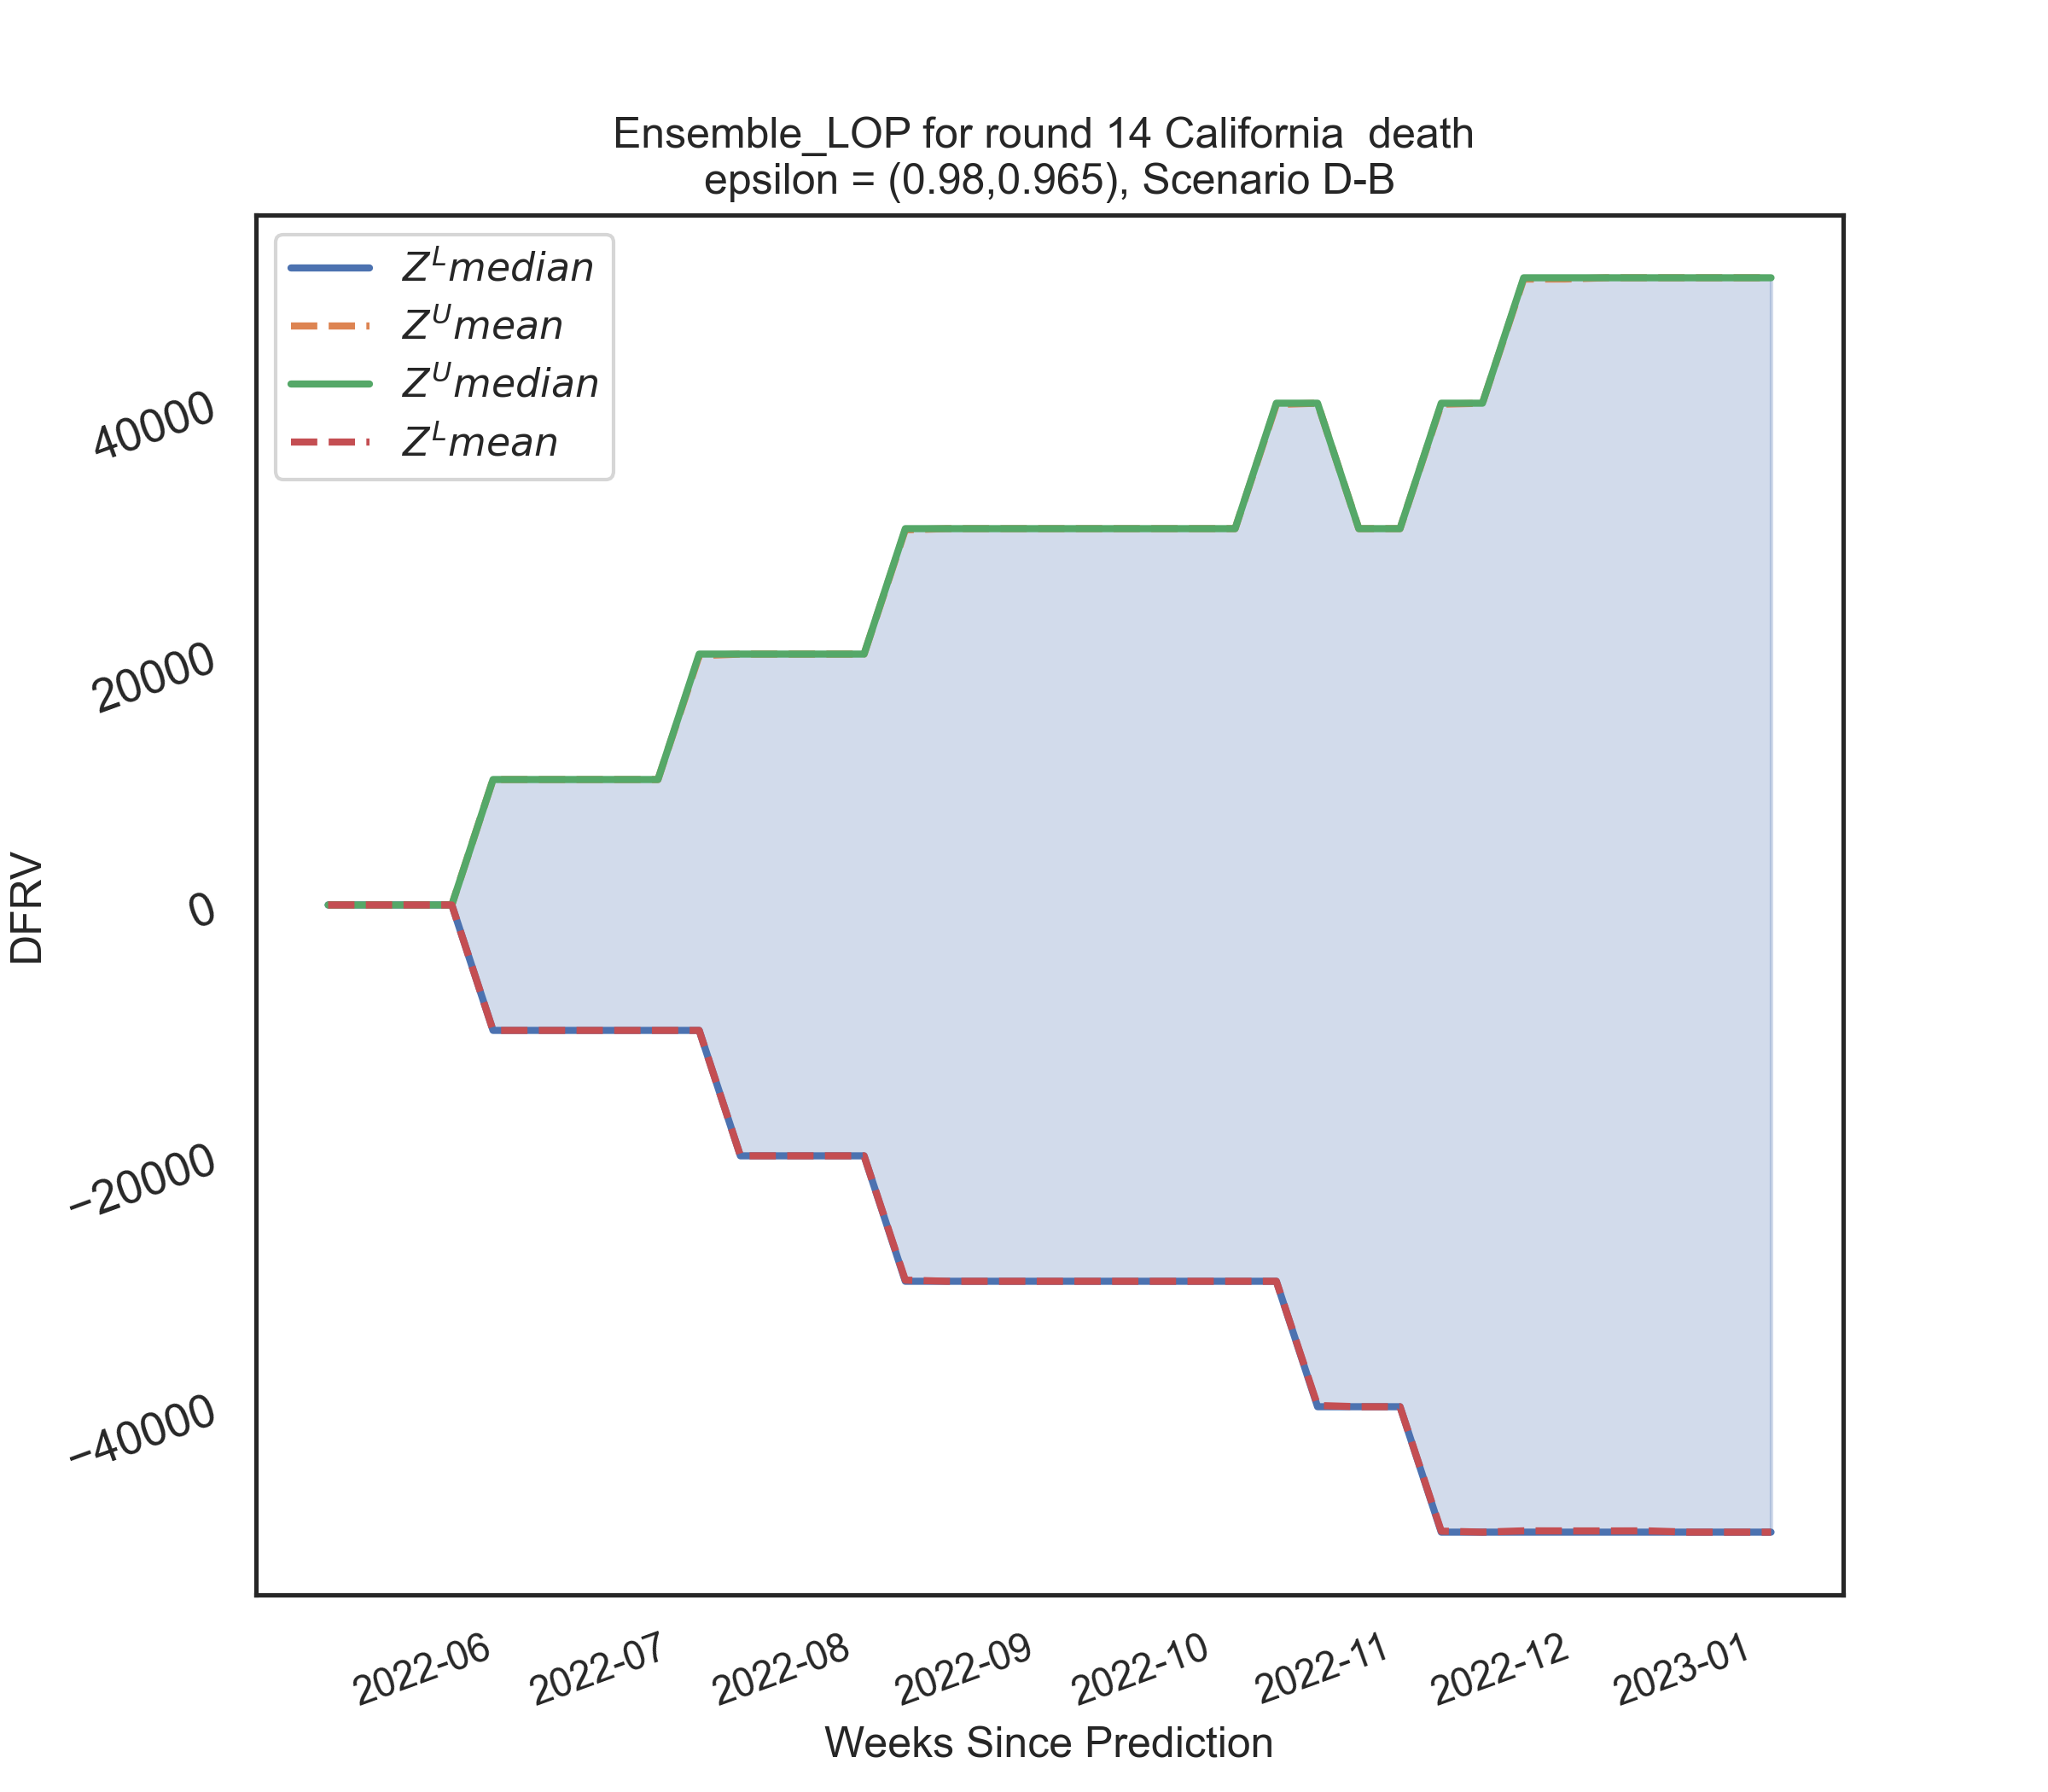 Ensemble_LOP for round 14 California  death
epsilon = (0.98,0.965), Scenario D-B
Z^L median
Z^U mean
Z^U median
Z^L mean
40000
20000
0
−20000
−40000
DFRV
2022-06
2022-07
2022-08
2022-09
2022-10
2022-11
2022-12
2023-01
Weeks Since Prediction